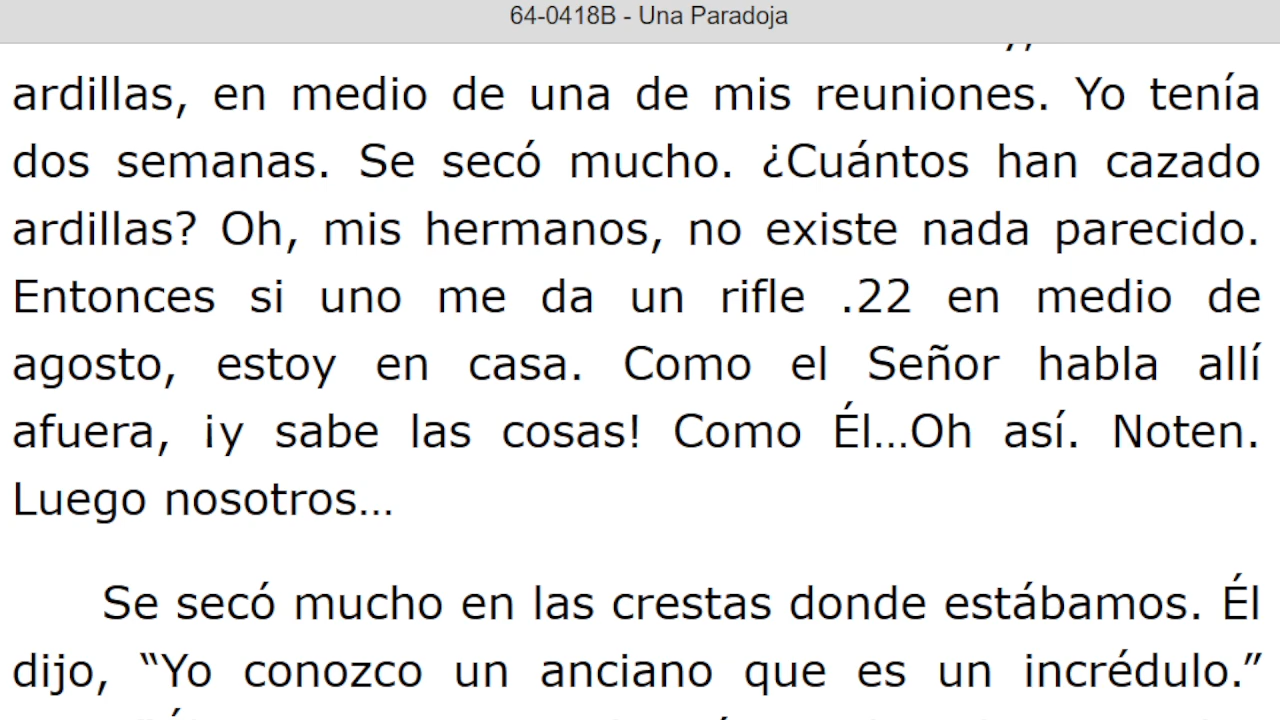 64-0418B - Una Paradoja
ardillas, en medio de una de mis reuniones. Yo tenía
dos semanas. Se secó mucho. ¿Cuántos han cazado
ardillas? Oh, mis hermanos, no existe nada parecido.
Entonces si uno me da un rifle .22 en medio de
agosto, estoy en casa. Como el Señor habla allí
afuera, ¡y sabe las cosas! Como Él...Oh así. Noten.
Luego nosotros...
Se secó mucho en las crestas donde estábamos. Él
dijo, “Yo conozco un anciano que es un incrédulo.”